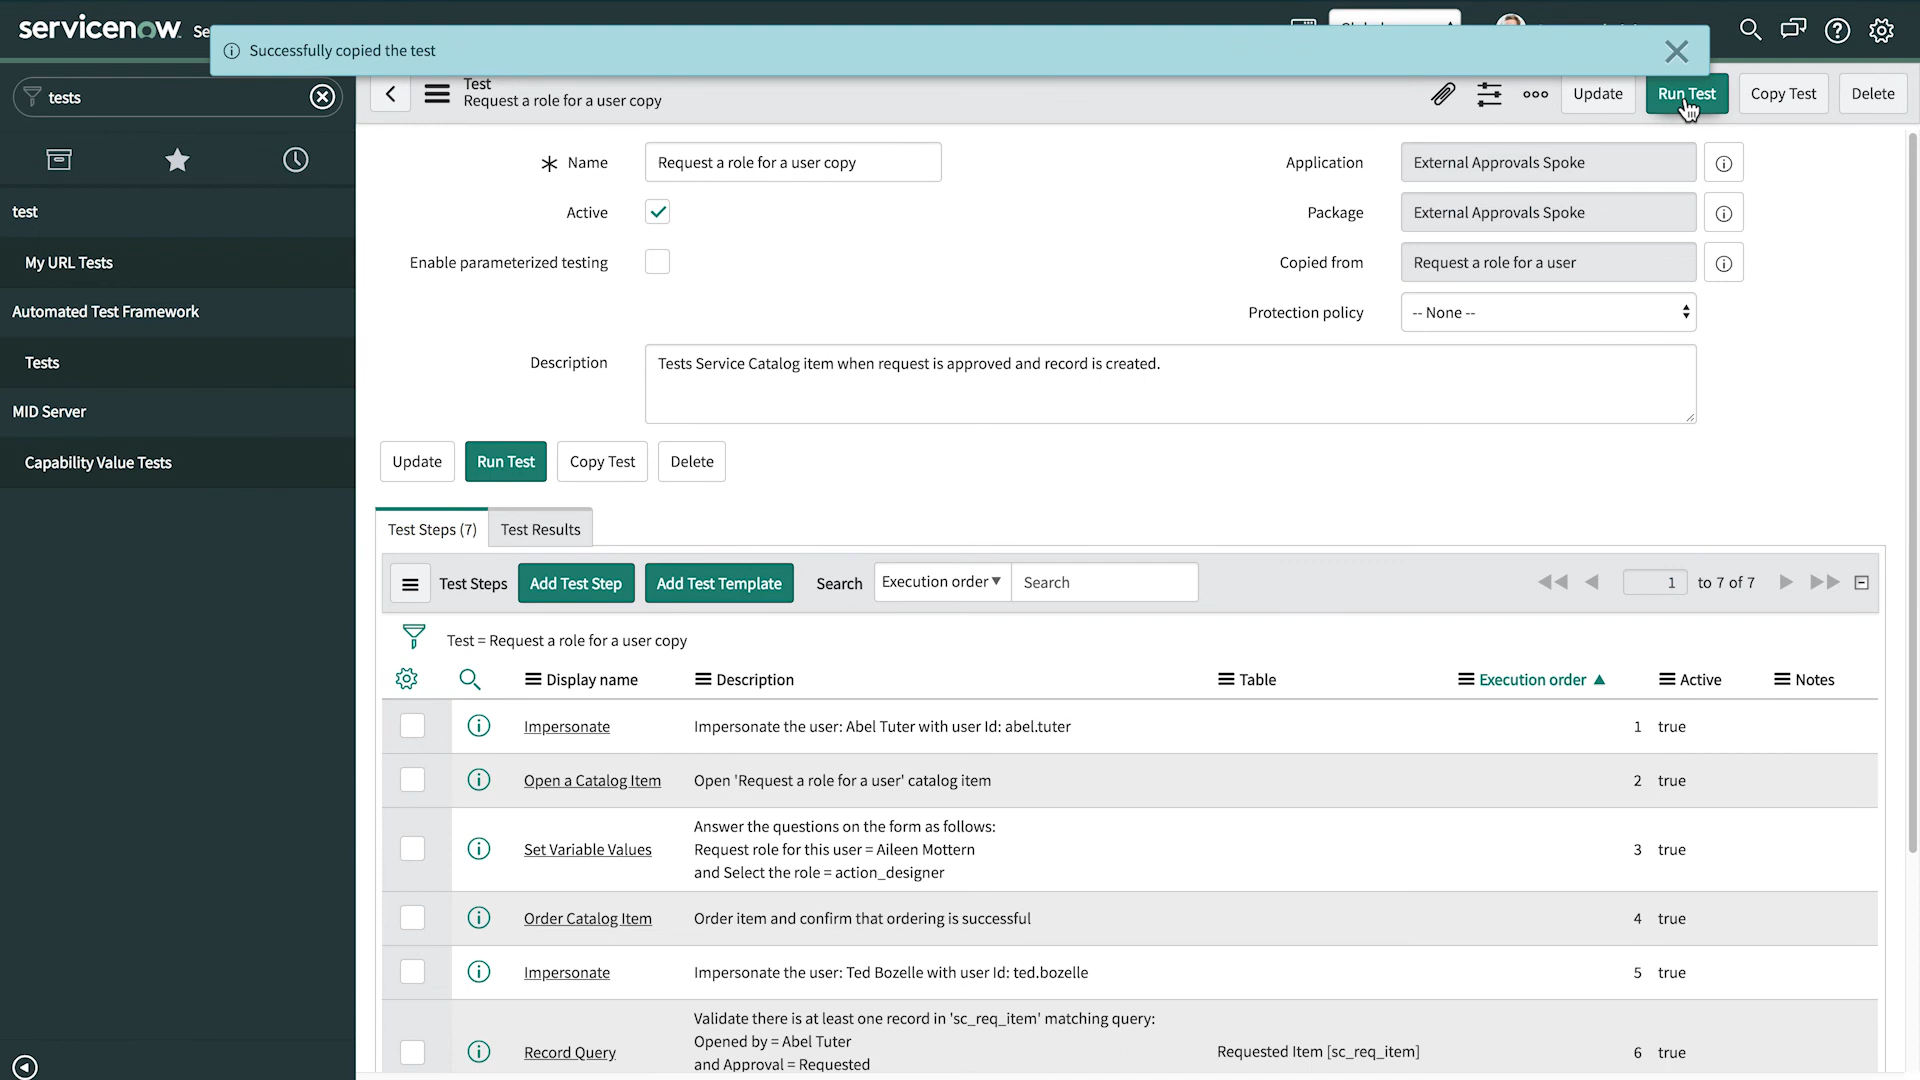 servicenow Se
Successfully copied the test
tests
Test
Request a role for a user copy
Update
Run Test
Copy Test
Delete
test
My URL Tests
Automated Test Framework
Tests
MID Server
Capability Value Tests
Name
Request a role for a user copy
Application
External Approvals Spoke
Active
Package
External Approvals Spoke
Enable parameterized testing
Copied from
Request a role for a user
Protection policy
-- None --
Description
Tests Service Catalog item when request is approved and record is created.
Update
Run Test
Copy Test
Delete
Test Steps (7)
Test Results
Test Steps
Add Test Step
Add Test Template
Search
Execution order
Search
1 to 7 of 7
Test = Request a role for a user copy
Display name
Description
Table
Execution order
Active
Notes
Impersonate
Impersonate the user: Abel Tuter with user Id: abel.tuter
1
true
Open a Catalog Item
Open 'Request a role for a user' catalog item
2
true
Set Variable Values
Answer the questions on the form as follows:
Request role for this user = Aileen Mottern
and Select the role = action_designer
3
true
Order Catalog Item
Order item and confirm that ordering is successful
4
true
Impersonate
Impersonate the user: Ted Bozelle with user Id: ted.bozelle
5
true
Record Query
Validate there is at least one record in 'sc_req_item' matching query:
Opened by = Abel Tuter
and Approval = Requested
Requested Item [sc_req_item]
6
true